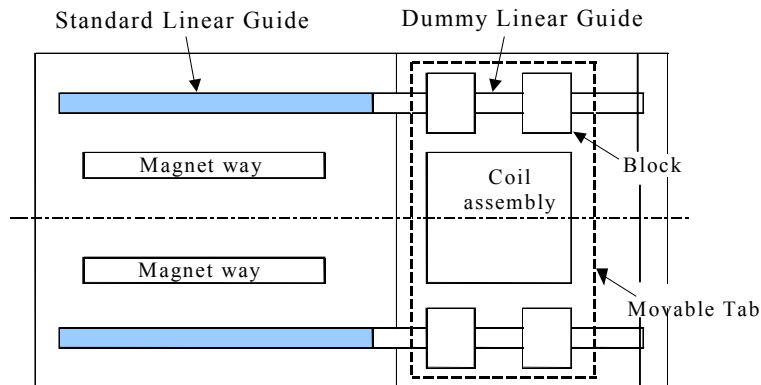 Standard Linear Guide
Dummy Linear Guide
Magnet way
Block
Coil
assembly
Magnet way
Movable Tab